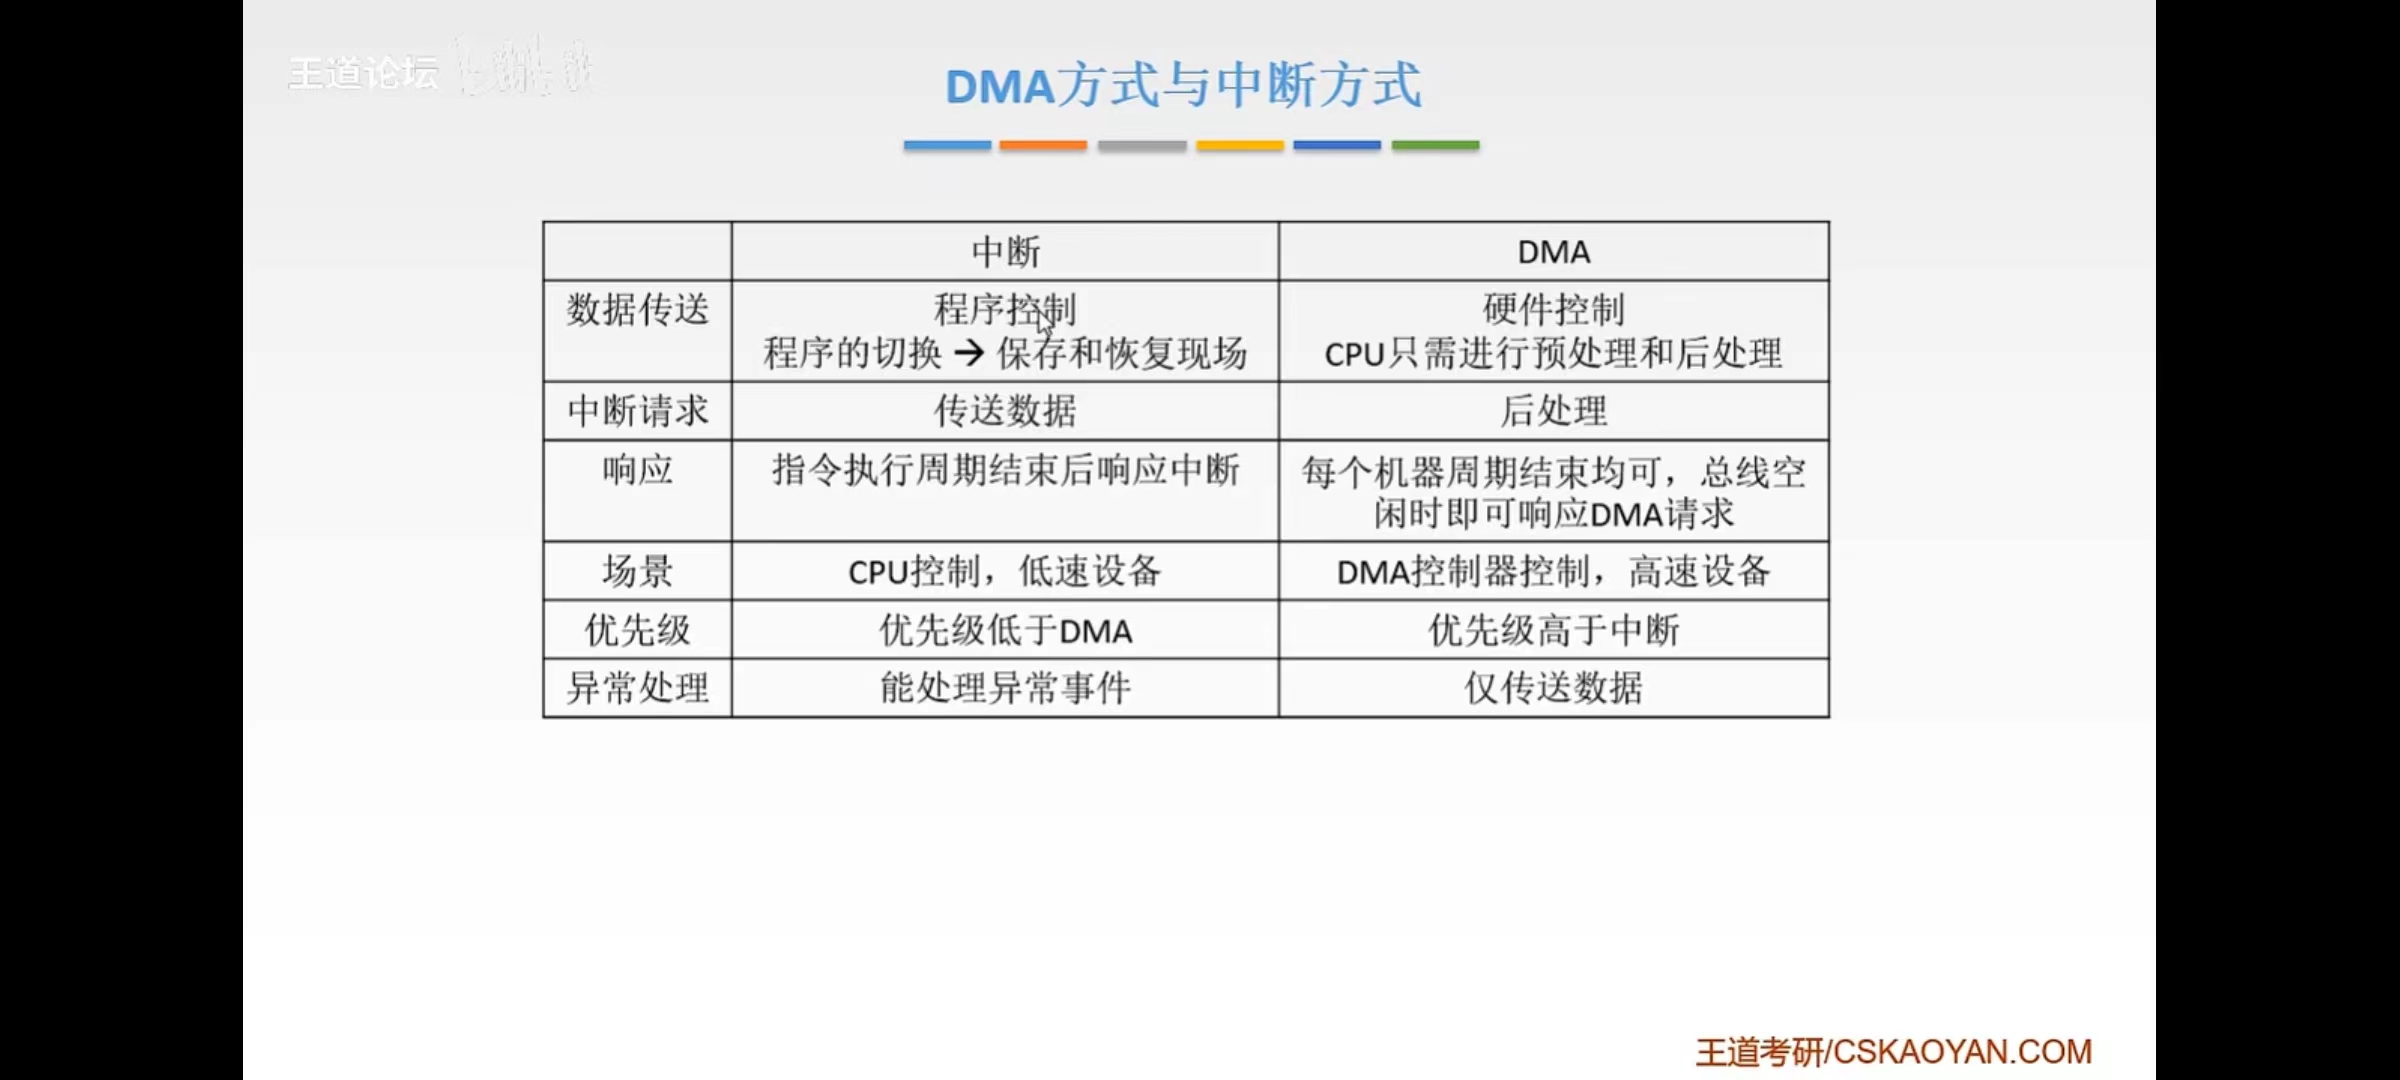 王道论坛
DMA方式与中断方式
中断
DMA
数据传送
程序控制
程序的切换 → 保存和恢复现场
硬件控制
CPU只需进行预处理和后处理
中断请求
传送数据
后处理
响应
指令执行周期结束后响应中断
每个机器周期结束均可，总线空
闲时即可响应DMA请求
场景
CPU控制，低速设备
DMA控制器控制，高速设备
优先级
优先级低于DMA
优先级高于中断
异常处理
能处理异常事件
仅传送数据
王道考研/CSKAOYAN.COM